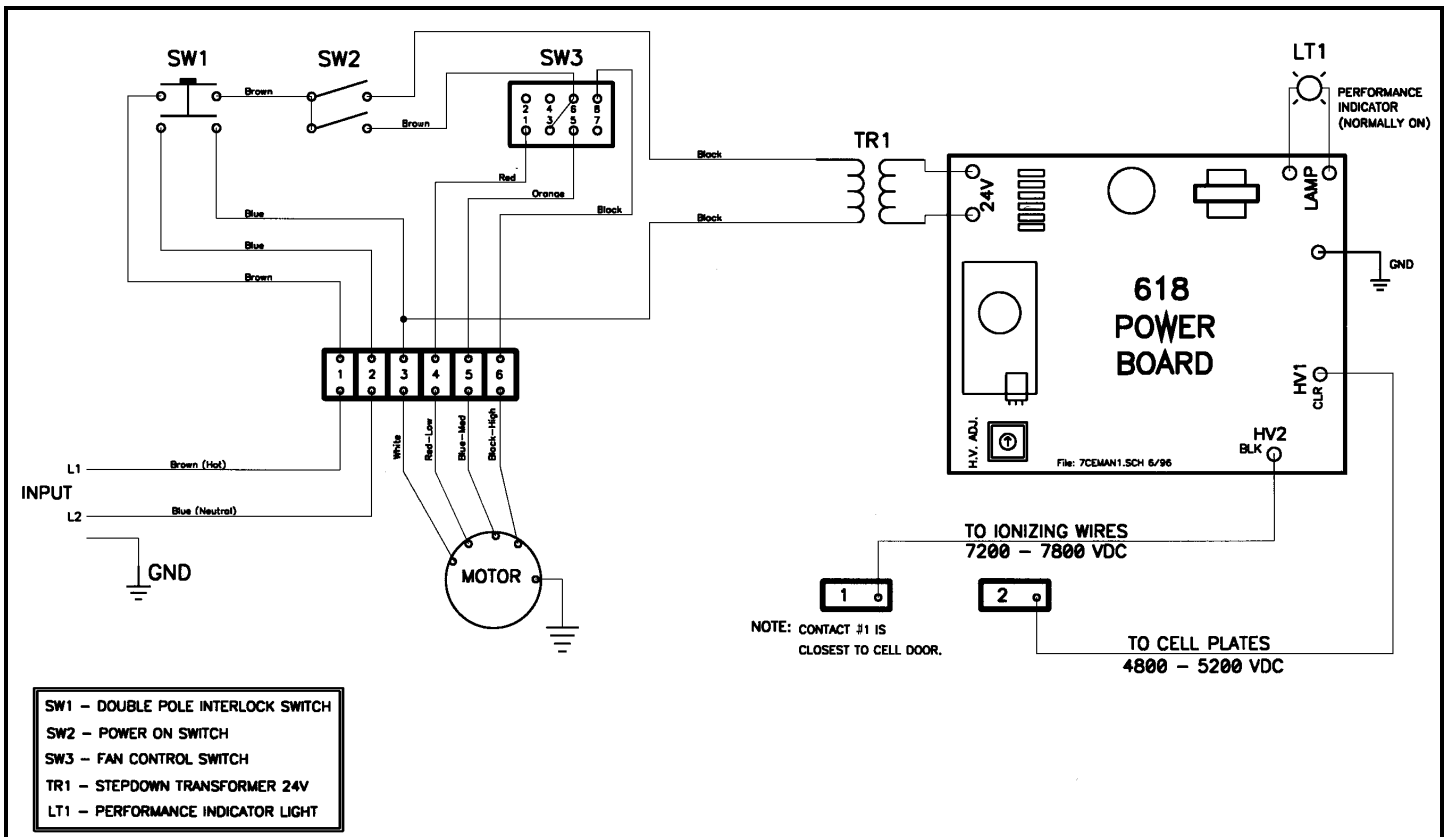 SW1
SW2
SW3
LT1
PERFORMANCE
INDICATOR
(NORMALLY ON)
Brown
Brown
2 4 6 8
1 3 5 7
TR1
Black
Red
Orange
Black
Blue
Black
Blue
Brown
24V
LAMP
GND
618
POWER
BOARD
HV1
CLR
HV2
BLK
H.V. ADJ.
File: 7CEMAN1.SCH 6/96
1 2 3 4 5 6
White
Red-Low
Blue-Med
Black-High
L1
Brown (Hot)
INPUT
L2
Blue (Neutral)
GND
MOTOR
TO IONIZING WIRES
7200 - 7800 VDC
1
2
NOTE: CONTACT #1 IS
CLOSEST TO CELL DOOR.
TO CELL PLATES
4800 - 5200 VDC
SW1 - DOUBLE POLE INTERLOCK SWITCH
SW2 - POWER ON SWITCH
SW3 - FAN CONTROL SWITCH
TR1 - STEPDOWN TRANSFORMER 24V
LT1 - PERFORMANCE INDICATOR LIGHT